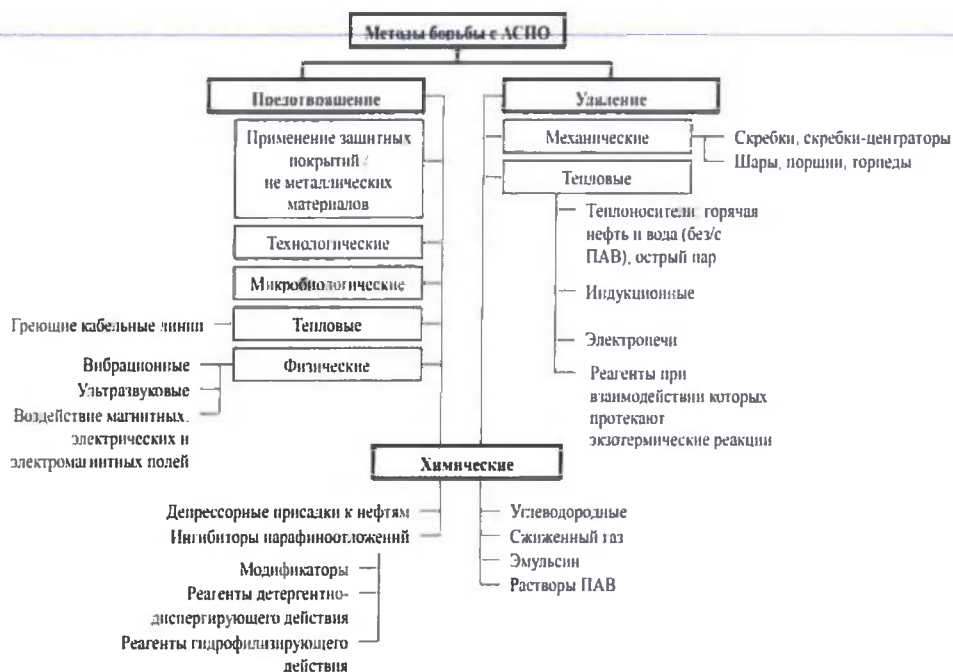 Методы борьбы с АСПО
Предотвращение
Применение защитных
покрытий /
не металлических
материалов
Технологические
Микробиологические
Тепловые
Греющие кабельные линии
Физические
Вибрационные
Ультразвуковые
Воздействие магнитных,
электрических и
электромагнитных полей
Удаление
Механические
Скребки, скребки-центраторы
Шары, поршни, торпеды
Тепловые
Теплоносители: горячая
нефть и вода (без/с
ПАВ), острый пар
Индукционные
Электропечи
Реагенты при
взаимодействии которых
протекают
экзотермические реакции
Химические
Депрессорные присадки к нефтям
Ингибиторы парафиноотложений
Модификаторы
Реагенты детергентно-
диспергирующего действия
Реагенты гидрофилизирующего
действия
Углеводородные
Сжиженный газ
Эмульсии
Растворы ПАВ